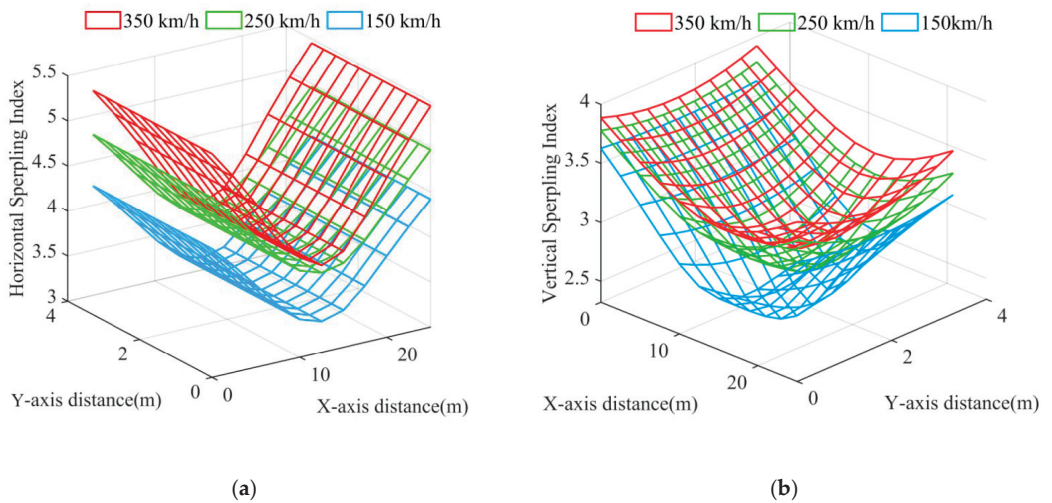 350 km/h 250 km/h 150 km/h
Horizontal Sperpling Index
5.5
5
4.5
4
3.5
3
4
2
0
0
10
20
Y-axis distance(m)
X-axis distance(m)
(a)
350 km/h 250 km/h 150km/h
Vertical Sperpling Index
4
3.5
3
2.5
0
10
20
0
2
4
X-axis distance(m)
Y-axis distance(m)
(b)